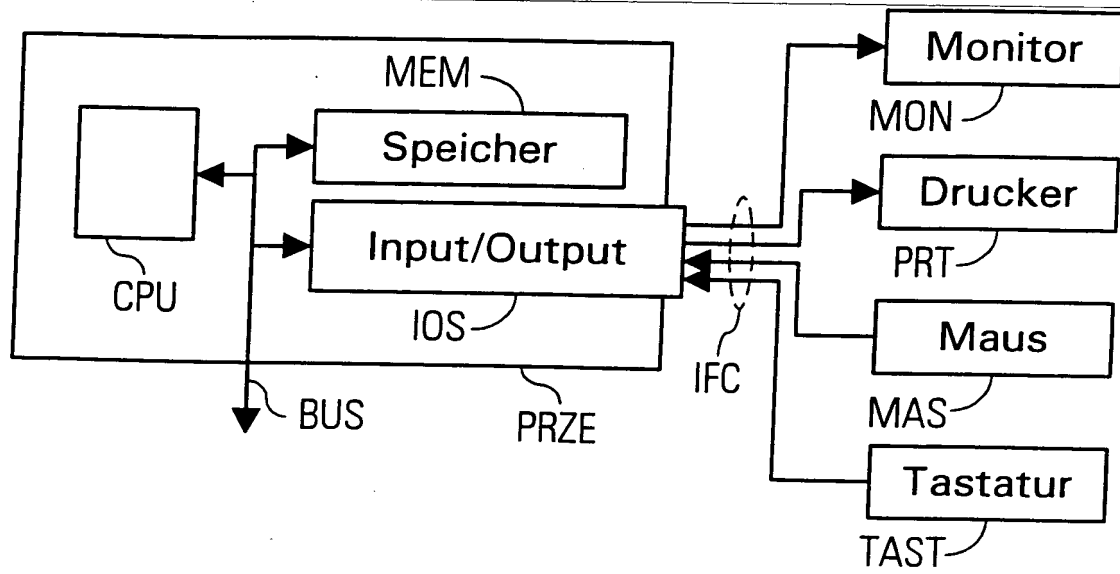 MEM
Speicher
Input/Output
CPU
IOS
BUS
PRZE
IFC
Monitor
MON
Drucker
PRT
Maus
MAS
Tastatur
TAST